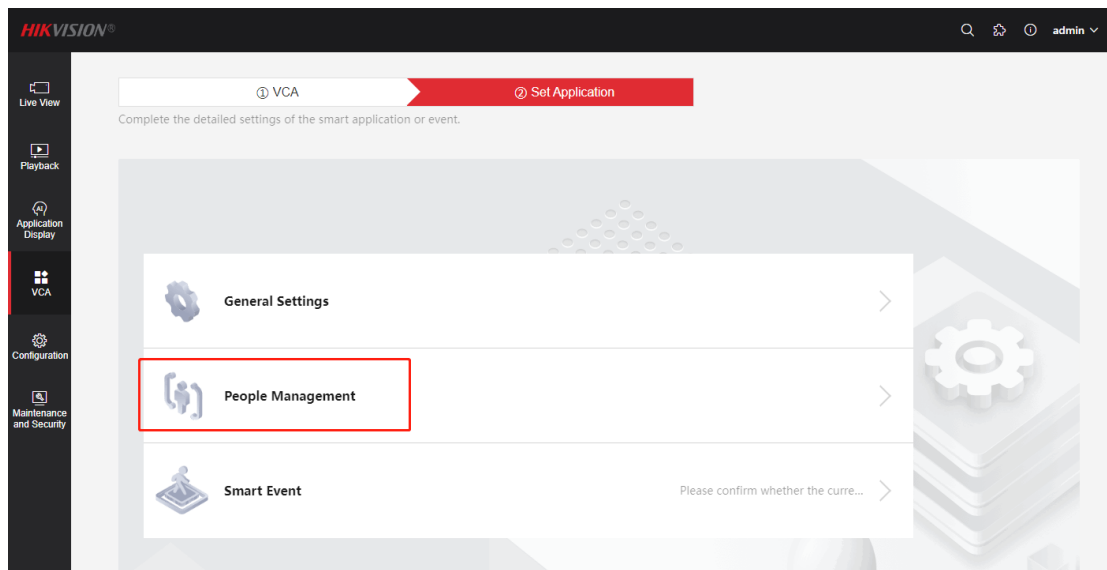 HIKVISION®
admin
Live View
Playback
AI
Application
Display
VCA
Configuration
Maintenance
and Security
① VCA
② Set Application
Complete the detailed settings of the smart application or event.
General Settings
People Management
Smart Event
Please confirm whether the curre...